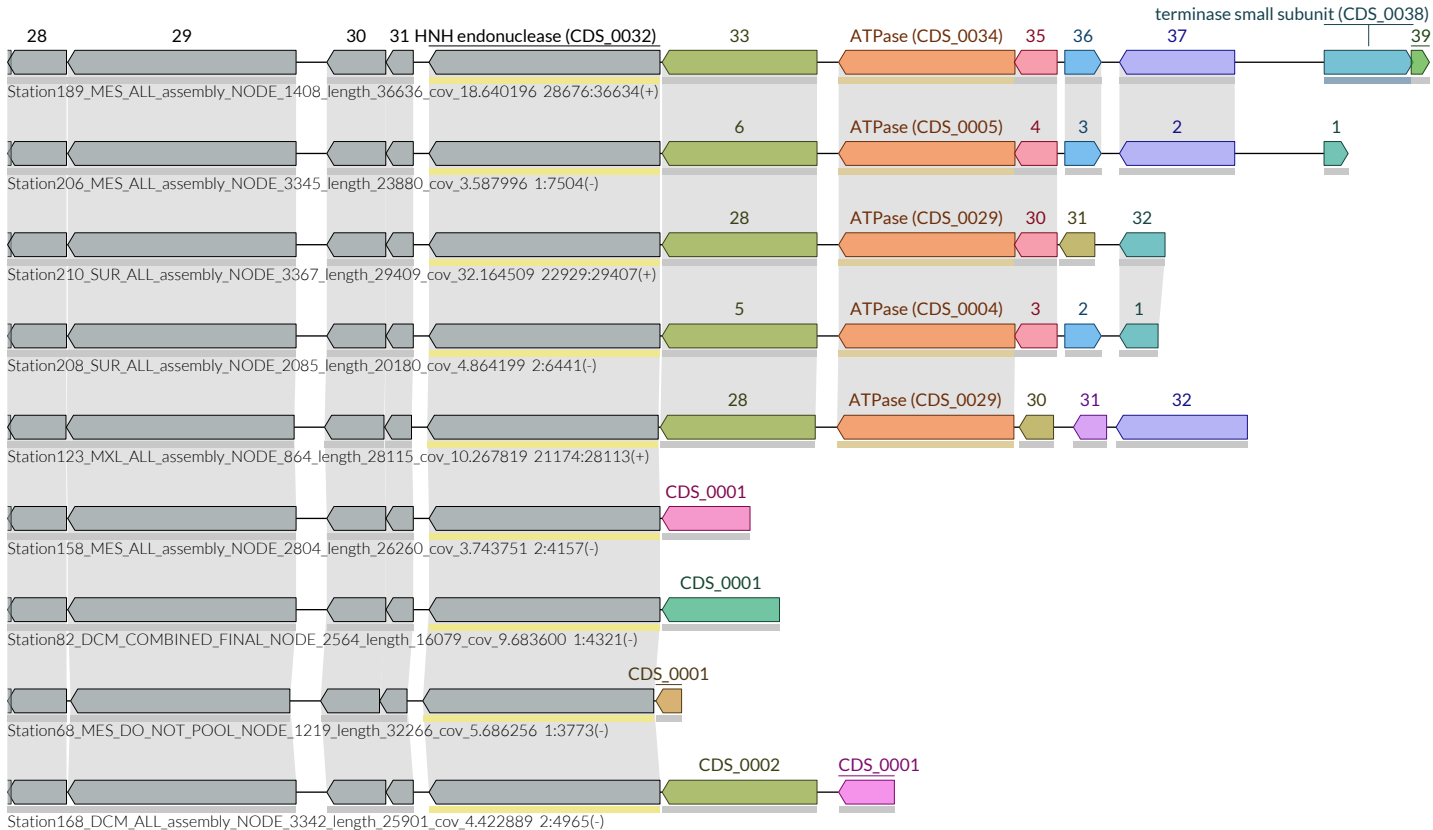 terminase small subunit (CDS_0038)
28 29 30 31 HNH endonuclease (CDS_0032) 33 ATPase (CDS_0034) 35 36 37 39
Station189_MES_ALL_assembly_NODE_1408_length_36636_cov_18.640196 28676:36634(+)
6 ATPase (CDS_0005) 4 3 2 1
Station206_MES_ALL_assembly_NODE_3345_length_23880_cov_3.587996 1:7504(-)
28 ATPase (CDS_0029) 30 31 32
Station210_SUR_ALL_assembly_NODE_3367_length_29409_cov_32.164509 22929:29407(+)
5 ATPase (CDS_0004) 3 2 1
Station208_SUR_ALL_assembly_NODE_2085_length_20180_cov_4.864199 2:6441(-)
28 ATPase (CDS_0029) 30 31 32
Station123_MXL_ALL_assembly_NODE_864_length_28115_cov_10.267819 21174:28113(+)
CDS_0001
Station158_MES_ALL_assembly_NODE_2804_length_26260_cov_3.743751 2:4157(-)
CDS_0001
Station82_DCM_COMBINED_FINAL_NODE_2564_length_16079_cov_9.683600 1:4321(-)
CDS_0001
Station68_MES_DO_NOT_POOL_NODE_1219_length_32266_cov_5.686256 1:3773(-)
CDS_0002 CDS_0001
Station168_DCM_ALL_assembly_NODE_3342_length_25901_cov_4.422889 2:4965(-)